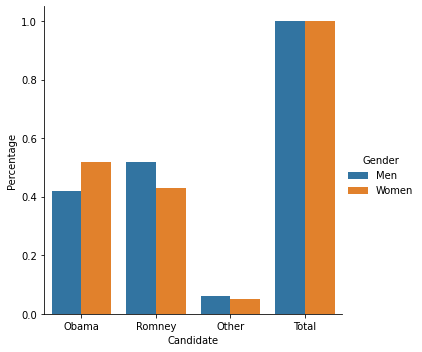 1.0
0.8
0.6
0.4
0.2
0.0
Percentage
Obama
Romney
Other
Total
Candidate
Gender
Men
Women